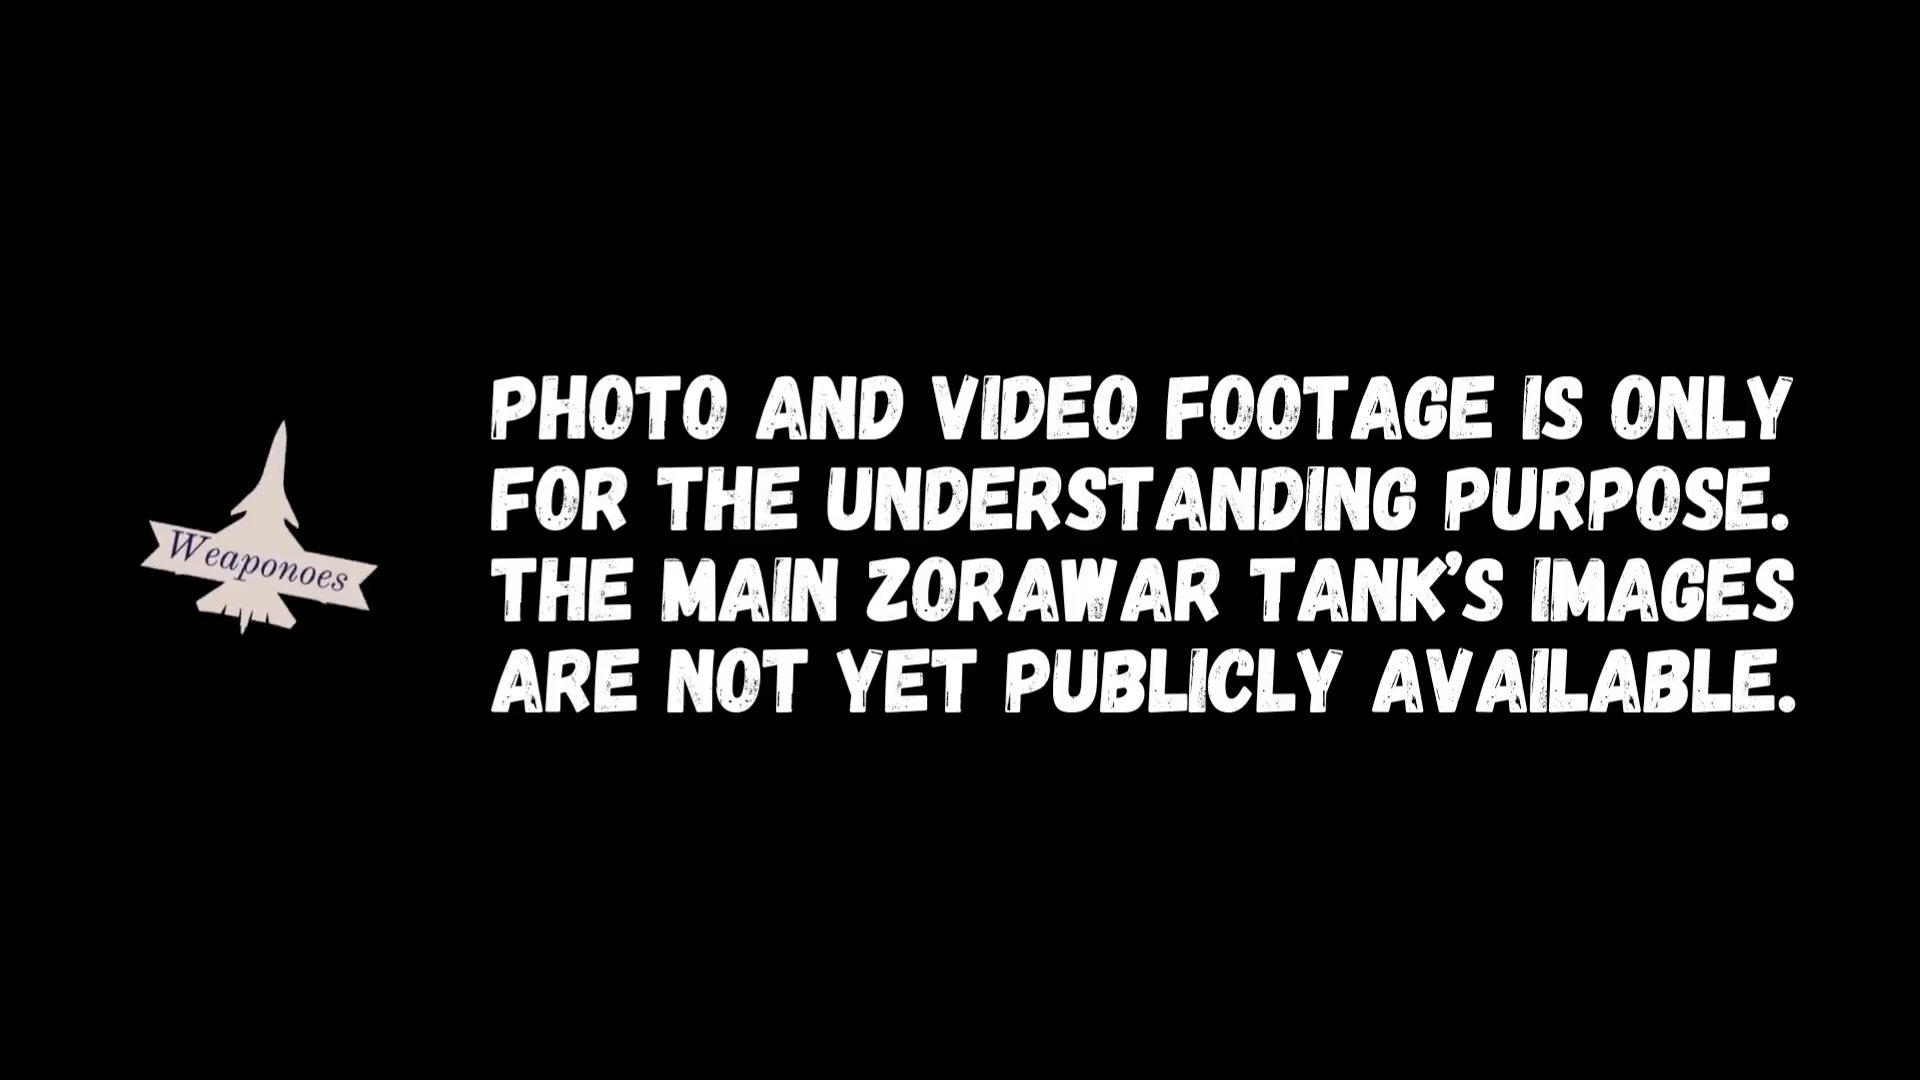 PHOTO AND VIDEO FOOTAGE IS ONLY
FOR THE UNDERSTANDING PURPOSE.
THE MAIN ZORAWAR TANK'S IMAGES
ARE NOT YET PUBLICLY AVAILABLE.
Weaponoes